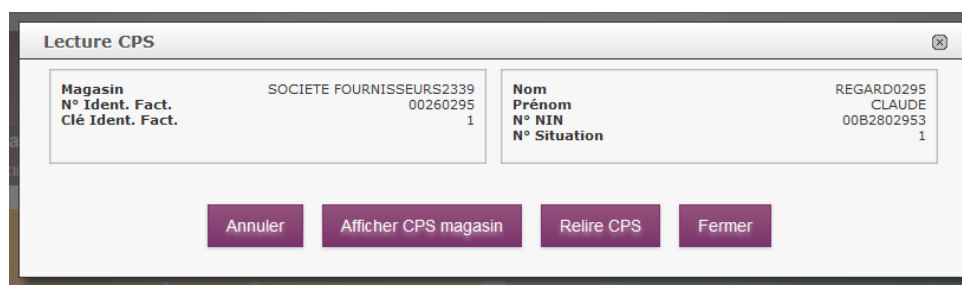 Lecture CPS
Magasin SOCIETE FOURNISSEURS2339
N° Ident. Fact. 00260295
Clé Ident. Fact. 1
Nom REGARD0295
Prénom CLAUDE
N° NIN 00B2802953
N° Situation 1
Annuler Afficher CPS magasin Relire CPS Fermer